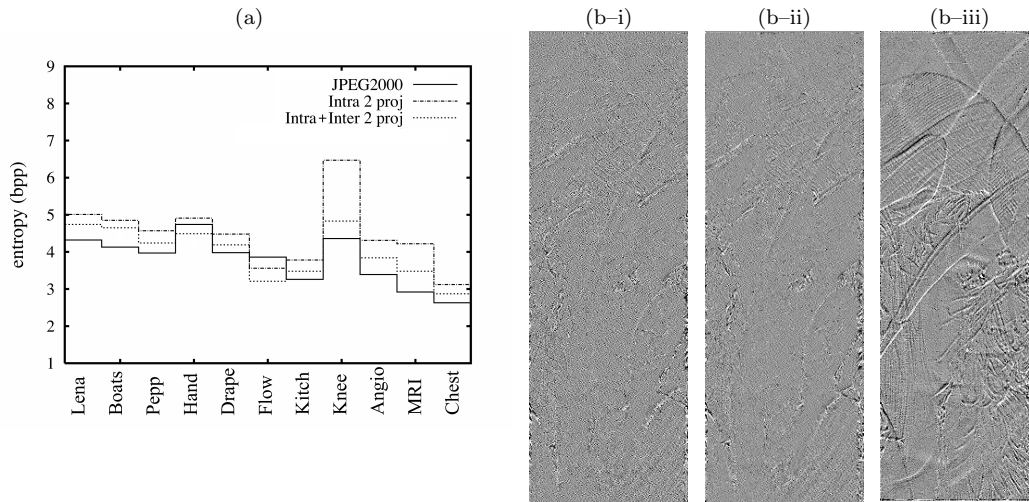 (a)
(b–i)
(b–ii)
(b–iii)
9
8
7
6
5
4
3
2
1
entropy (bpp)
JPEG2000
Intra 2 proj
Intra+Inter 2 proj
Lena
Boats
Pepp
Hand
Drape
Flow
Kitch
Knee
Angio
MRI
Chest